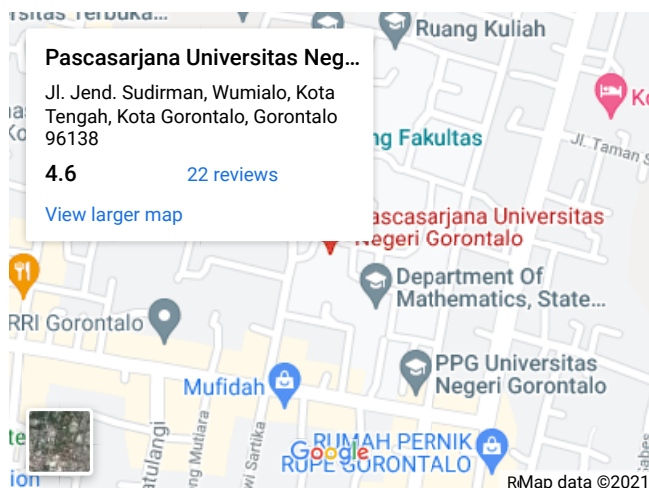 Pascasarjana Universitas Neg...
Jl. Jend. Sudirman, Wumialo, Kota
Tengah, Kota Gorontalo, Gorontalo
96138
4.6 22 reviews
View larger map
Ruang Kuliah
Fakultas
Jl. Taman
Universitas
Negeri Gorontalo
Department Of
Mathematics, State...
RRI Gorontalo
PPG Universitas
Negeri Gorontalo
Mufidah
RUMAH PERNIK
RUPE GORONTALO
Sartika
Mutiara
Google
Map data ©2021